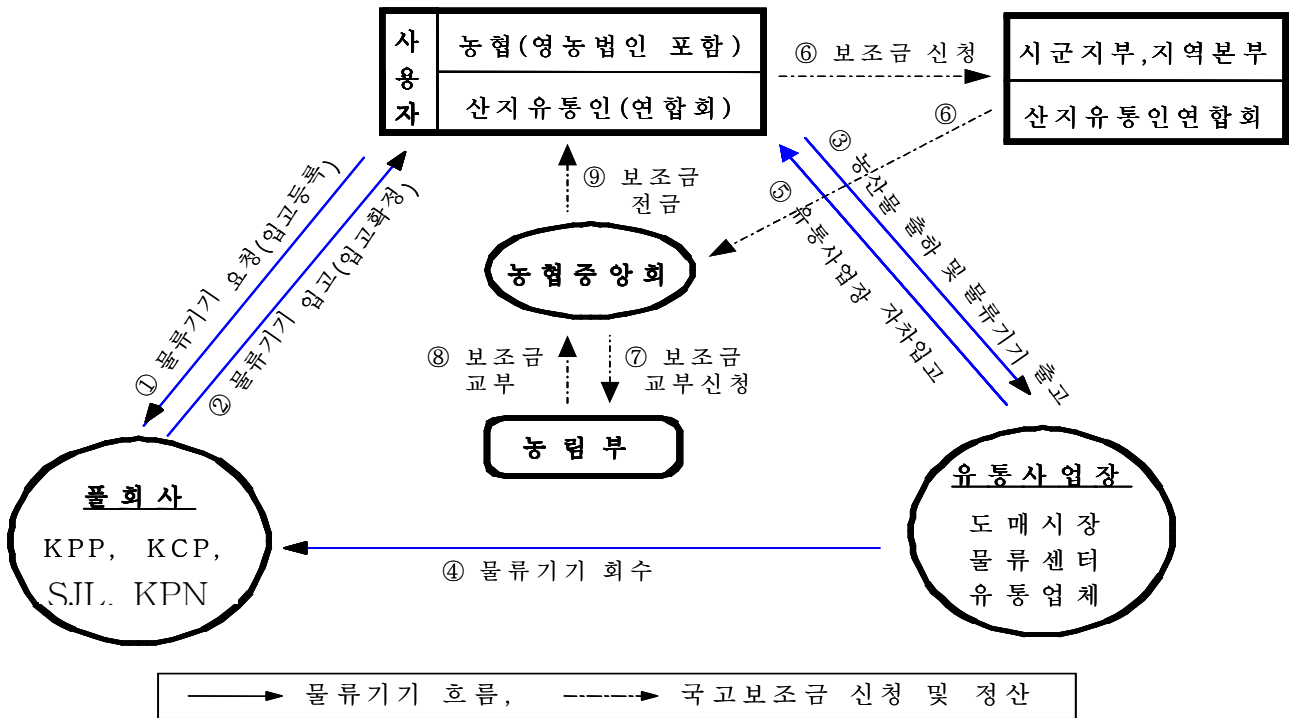 사용자
농협(영농법인 포함)
산지유통인(연합회)
⑥ 보조금 신청
시군지부,지역본부
산지유통인연합회
⑥
① 물류기기 요청(입고등록)
② 물류기기 입고(입고확정)
⑨ 보조금
전금
③ 농산물 출하 및 물류기기 출고
⑤ 유통사업장 자차입고
농협중앙회
⑧ 보조금
교부
⑦ 보조금
교부신청
농림부
풀회사
KPP, KCP,
SJL, KPN
유통사업장
도매시장
물류센터
유통업체
④ 물류기기 회수
물류기기 흐름,
국고보조금 신청 및 정산